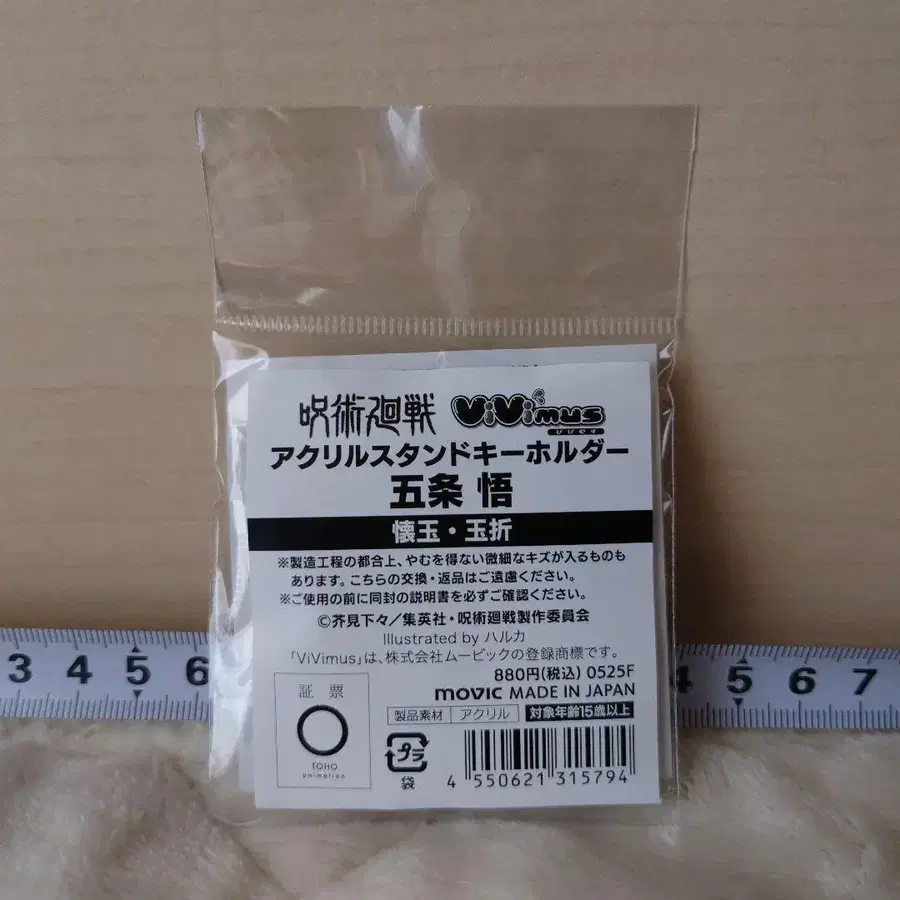 呪術廻戦 ViVimus
びびむす
アクリルスタンドキーホルダー
五条 悟
懐玉・玉折
※製造工程の都合上、やむを得ない微細なキズが入るものも
あります。こちらの交換・返品はご遠慮ください。
※ご使用の前に同封の説明書を必ずご確認ください。
©芥見下々/集英社・呪術廻戦製作委員会
Illustrated by ハルカ
「ViVimus」は、株式会社ムービックの登録商標です。
880円(税込) 0525F
movic MADE IN JAPAN
証票
TOHO
animation
製品素材 アクリル 対象年齢15歳以上
プラ
袋
4 550621 315794
3 4 5 6
4 5 6 7